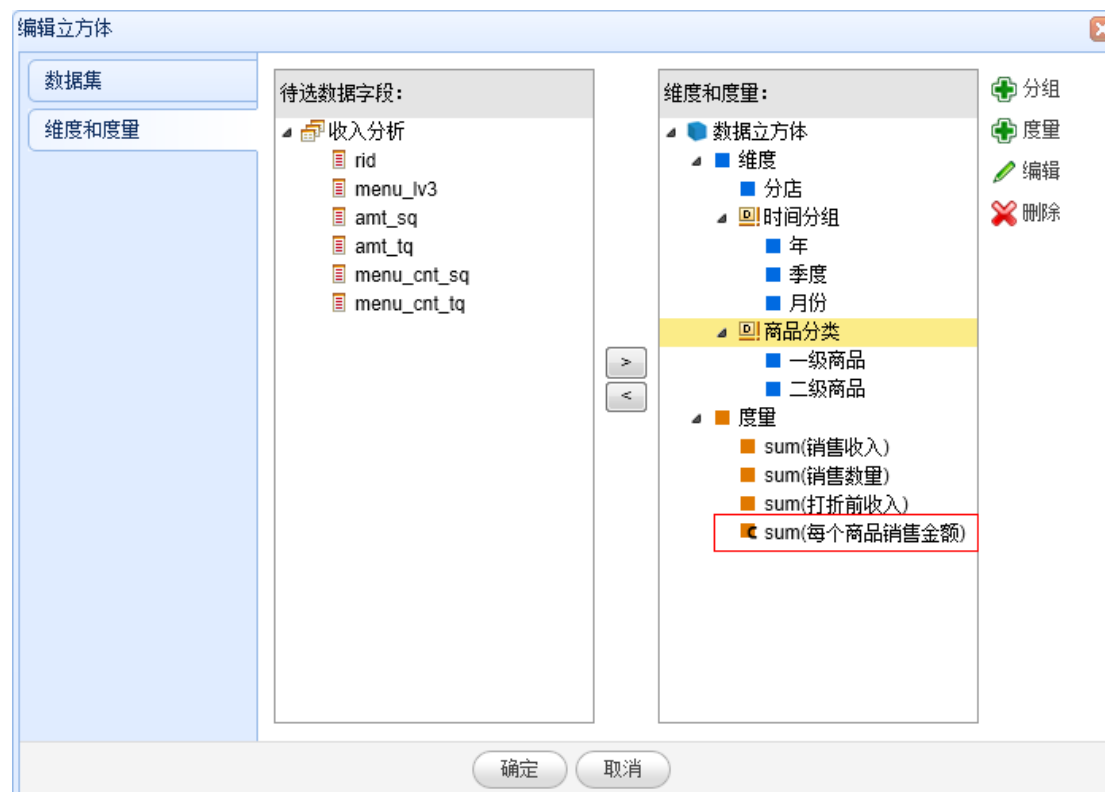 编辑立方体
数据集
维度和度量
待选数据字段：
收入分析
rid
menu_lv3
amt_sq
amt_tq
menu_cnt_sq
menu_cnt_tq
>
<
维度和度量：
数据立方体
维度
分店
时间分组
年
季度
月份
商品分类
一级商品
二级商品
度量
sum(销售收入)
sum(销售数量)
sum(打折前收入)
sum(每个商品销售金额)
分组
度量
编辑
删除
确定
取消